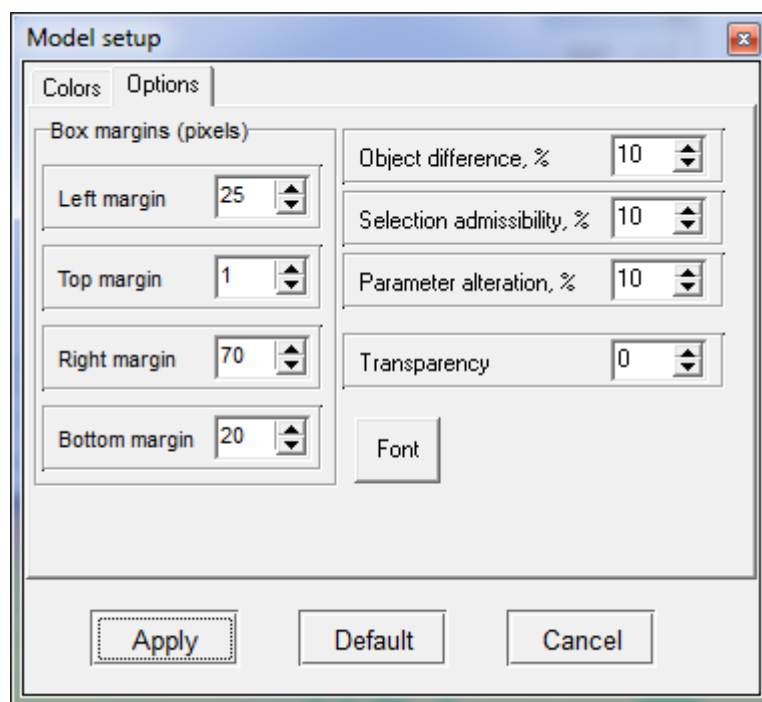 Model setup
Colors Options
Box margins (pixels)
Left margin 25
Top margin 1
Right margin 70
Bottom margin 20
Object difference, % 10
Selection admissibility, % 10
Parameter alteration, % 10
Transparency 0
Font
Apply Default Cancel